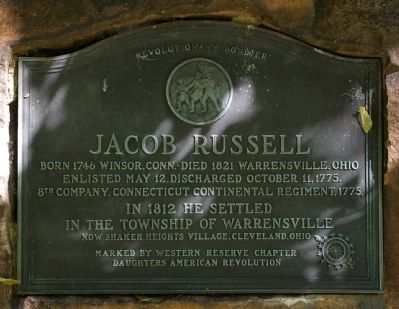 REVOLUTIONARY SOLDIER
JACOB RUSSELL
BORN 1746 WINSOR, CONN.-DIED 1821 WARRENSVILLE, OHIO
ENLISTED MAY 12, DISCHARGED OCTOBER 11, 1775,
8TH COMPANY, CONNECTICUT CONTINENTAL REGIMENT, 1775.
IN 1812 HE SETTLED
IN THE TOWNSHIP OF WARRENSVILLE
NOW SHAKER HEIGHTS VILLAGE, CLEVELAND, OHIO
MARKED BY WESTERN RESERVE CHAPTER
DAUGHTERS AMERICAN REVOLUTION